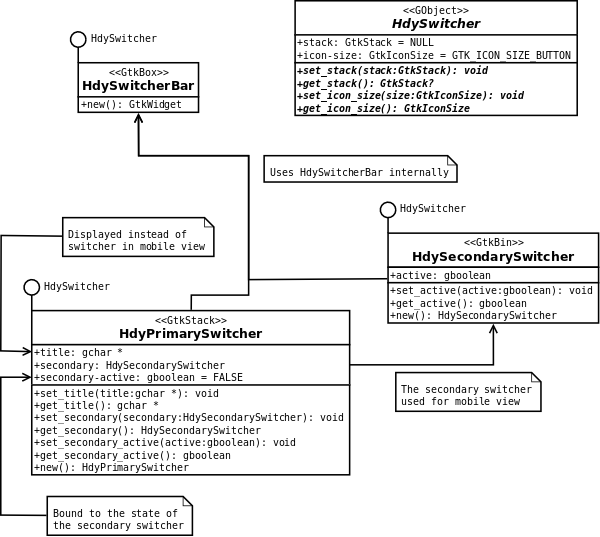 HdySwitcher
<<GtkBox>>
HdySwitcherBar
+new(): GtkWidget
<<GObject>>
HdySwitcher
+stack: GtkStack = NULL
+icon-size: GtkIconSize = GTK_ICON_SIZE_BUTTON
+set_stack(stack:GtkStack): void
+get_stack(): GtkStack?
+set_icon_size(size:GtkIconSize): void
+get_icon_size(): GtkIconSize
Uses HdySwitcherBar internally
Displayed instead of
switcher in mobile view
HdySwitcher
<<GtkBin>>
HdySecondarySwitcher
+active: gboolean
+set_active(active:gboolean): void
+get_active(): gboolean
+new(): HdySecondarySwitcher
HdySwitcher
<<GtkStack>>
HdyPrimarySwitcher
+title: gchar *
+secondary: HdySecondarySwitcher
+secondary-active: gboolean = FALSE
+set_title(title:gchar *): void
+get_title(): gchar *
+set_secondary(secondary:HdySecondarySwitcher): void
+get_secondary(): HdySecondarySwitcher
+set_secondary_active(active:gboolean): void
+get_secondary_active(): gboolean
+new(): HdyPrimarySwitcher
The secondary switcher
used for mobile view
Bound to the state of
the secondary switcher